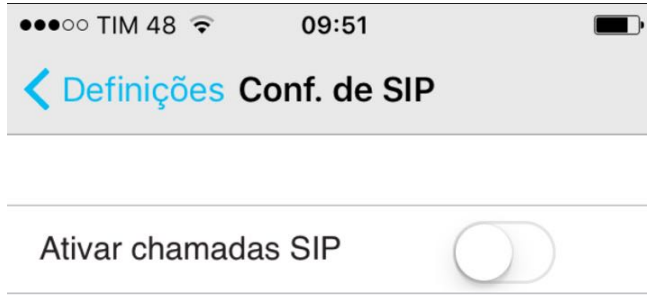 TIM 48 09:51
Definições Conf. de SIP
Ativar chamadas SIP